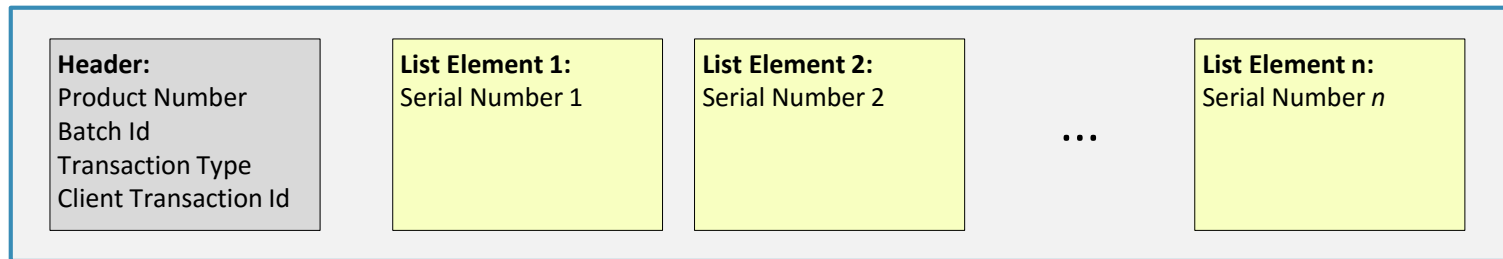 Header:
Product Number
Batch Id
Transaction Type
Client Transaction Id
List Element 1:
Serial Number 1
List Element 2:
Serial Number 2
...
List Element n:
Serial Number n